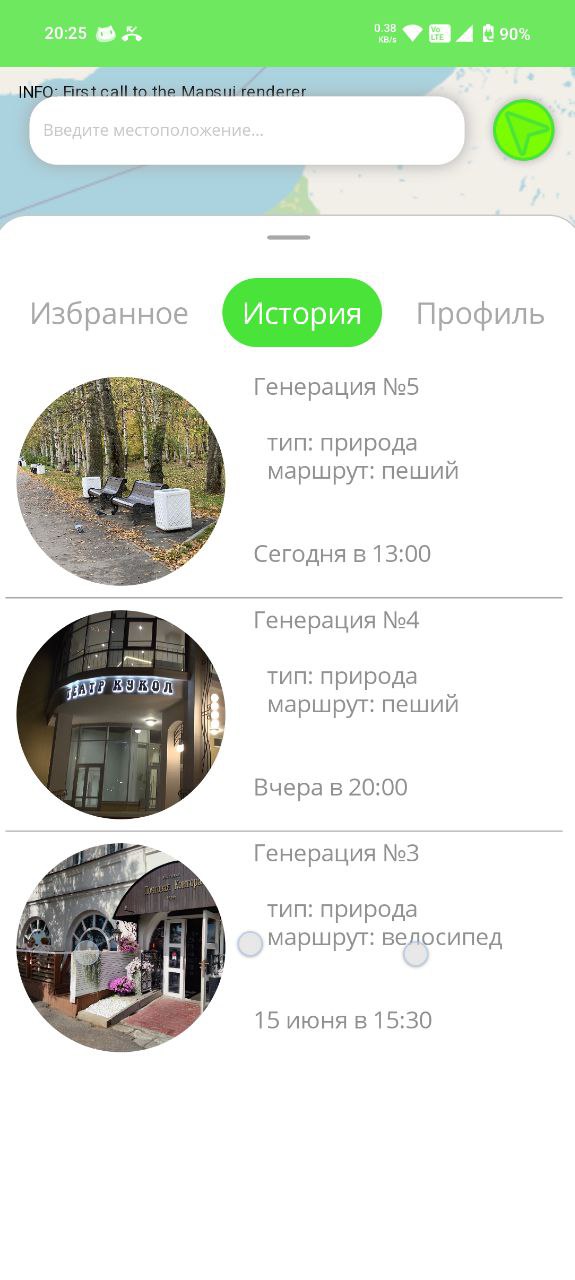 20:25
0.38
KB/s
Vo
LTE
90%
INFO: First call to the Mapsui renderer
Введите местоположение...
Избранное
История
Профиль
Генерация №5
тип: природа
маршрут: пеший
Сегодня в 13:00
Генерация №4
тип: природа
маршрут: пеший
ТЕАТР КУКОЛ
Вчера в 20:00
Генерация №3
тип: природа
маршрут: велосипед
15 июня в 15:30